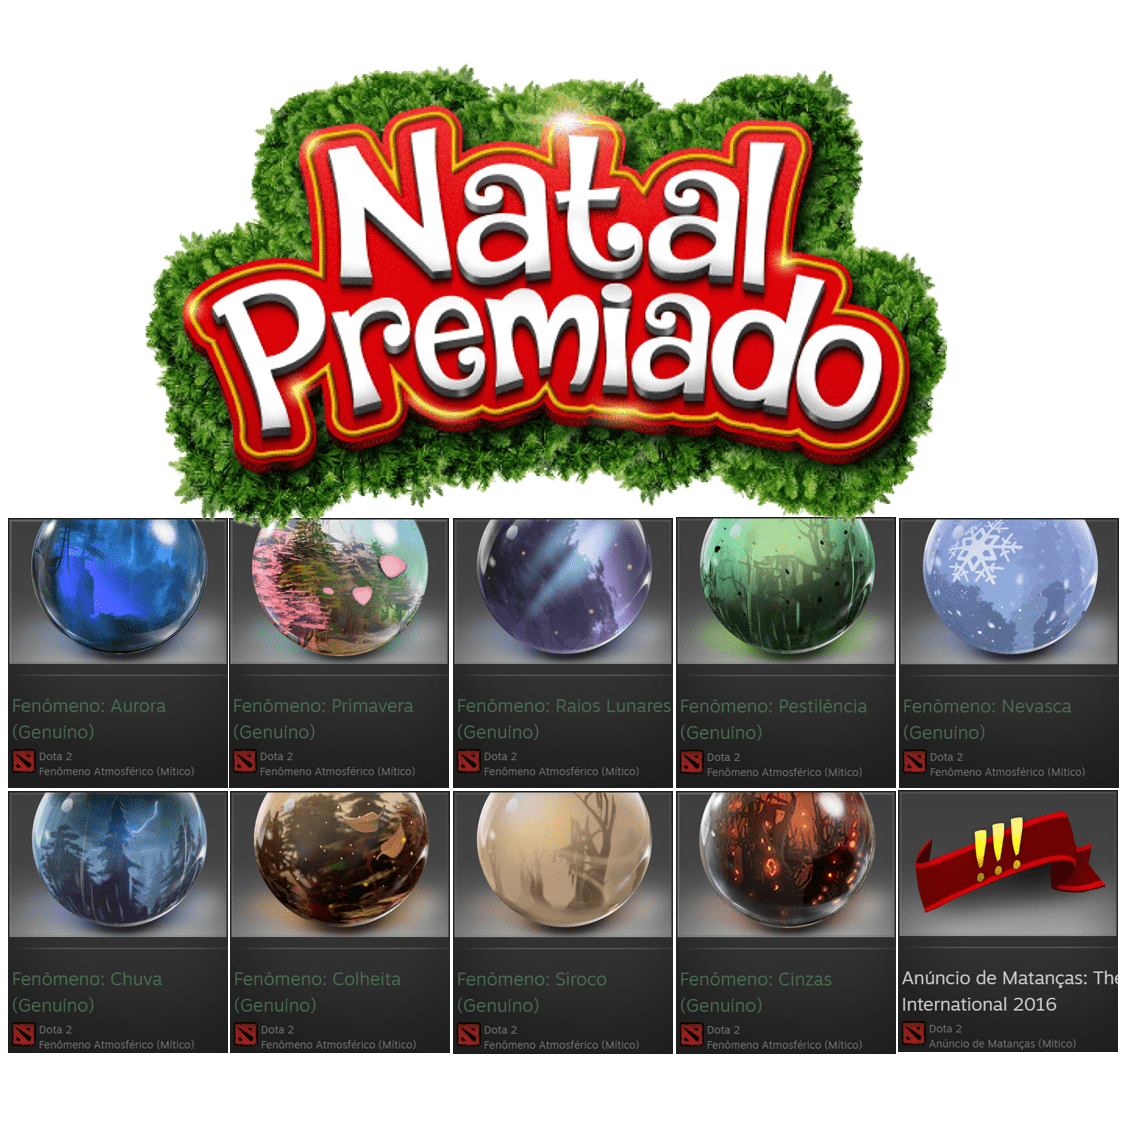 Natal
Premiado
Fenômeno: Aurora
(Genuíno)
Dota 2
Fenômeno Atmosférico (Mítico)
Fenômeno: Primavera
(Genuíno)
Dota 2
Fenômeno Atmosférico (Mítico)
Fenômeno: Raios Lunares
(Genuíno)
Dota 2
Fenômeno Atmosférico (Mítico)
Fenômeno: Pestilência
(Genuíno)
Dota 2
Fenômeno Atmosférico (Mítico)
Fenômeno: Nevasca
(Genuíno)
Dota 2
Fenômeno Atmosférico (Mítico)
Fenômeno: Chuva
(Genuíno)
Dota 2
Fenômeno Atmosférico (Mítico)
Fenômeno: Colheita
(Genuíno)
Dota 2
Fenômeno Atmosférico (Mítico)
Fenômeno: Siroco
(Genuíno)
Dota 2
Fenômeno Atmosférico (Mítico)
Fenômeno: Cinzas
(Genuíno)
Dota 2
Fenômeno Atmosférico (Mítico)
!!!
Anúncio de Matanças: The
International 2016
Dota 2
Anúncio de Matanças (Mítico)